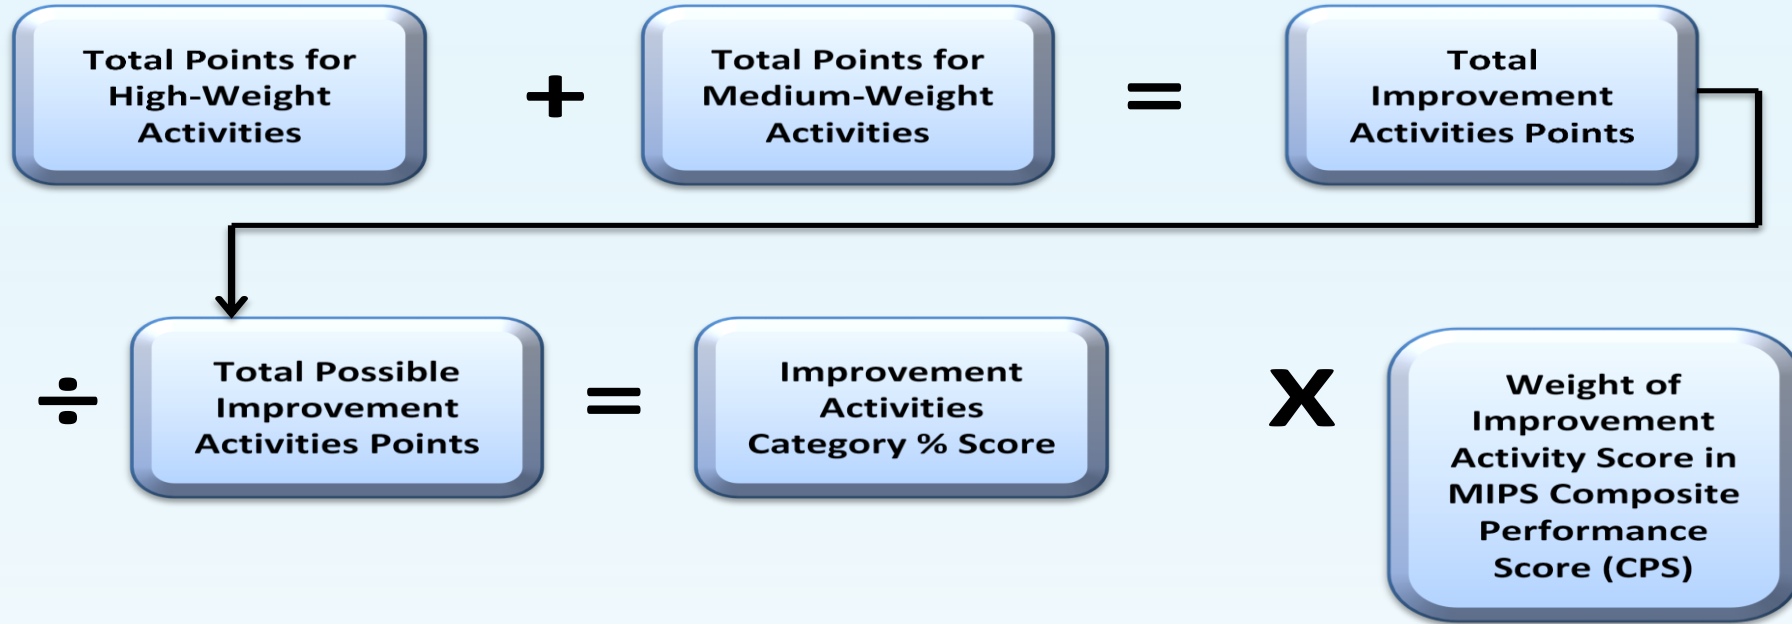 Total Points for
High-Weight
Activities
+
Total Points for
Medium-Weight
Activities
=
Total
Improvement
Activities Points
÷
Total Possible
Improvement
Activities Points
=
Improvement
Activities
Category % Score
X
Weight of
Improvement
Activity Score in
MIPS Composite
Performance
Score (CPS)